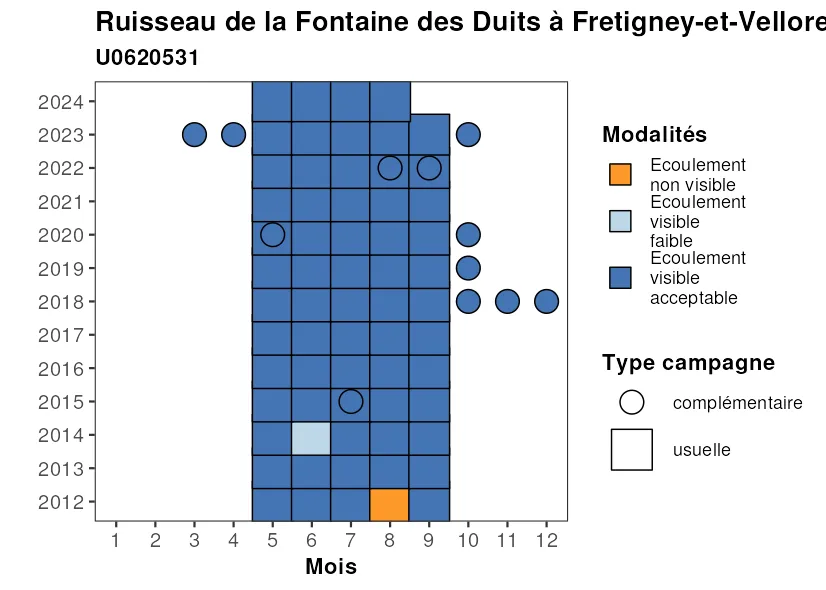 Ruisseau de la Fontaine des Duits à Fretigney-et-Vellore
U0620531
2024
2023
2022
2021
2020
2019
2018
2017
2016
2015
2014
2013
2012
1 2 3 4 5 6 7 8 9 10 11 12
Mois
Modalités
Ecoulement
non visible
Ecoulement
visible
faible
Ecoulement
visible
acceptable
Type campagne
complémentaire
usuelle